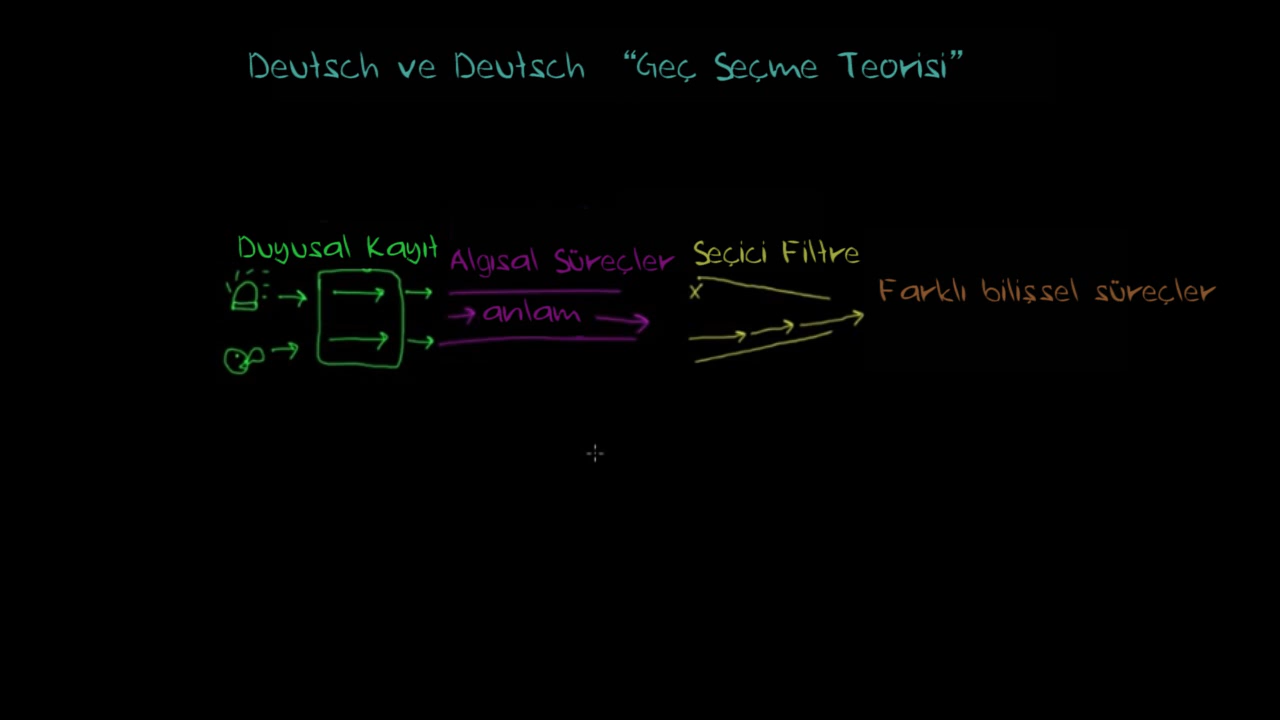 Deutsch ve Deutsch “Geç Seçme Teorisi”
Duyusal Kayıt
Algısal Süreçler
Seçici Filtre
x
Farklı bilişsel süreçler
anlam